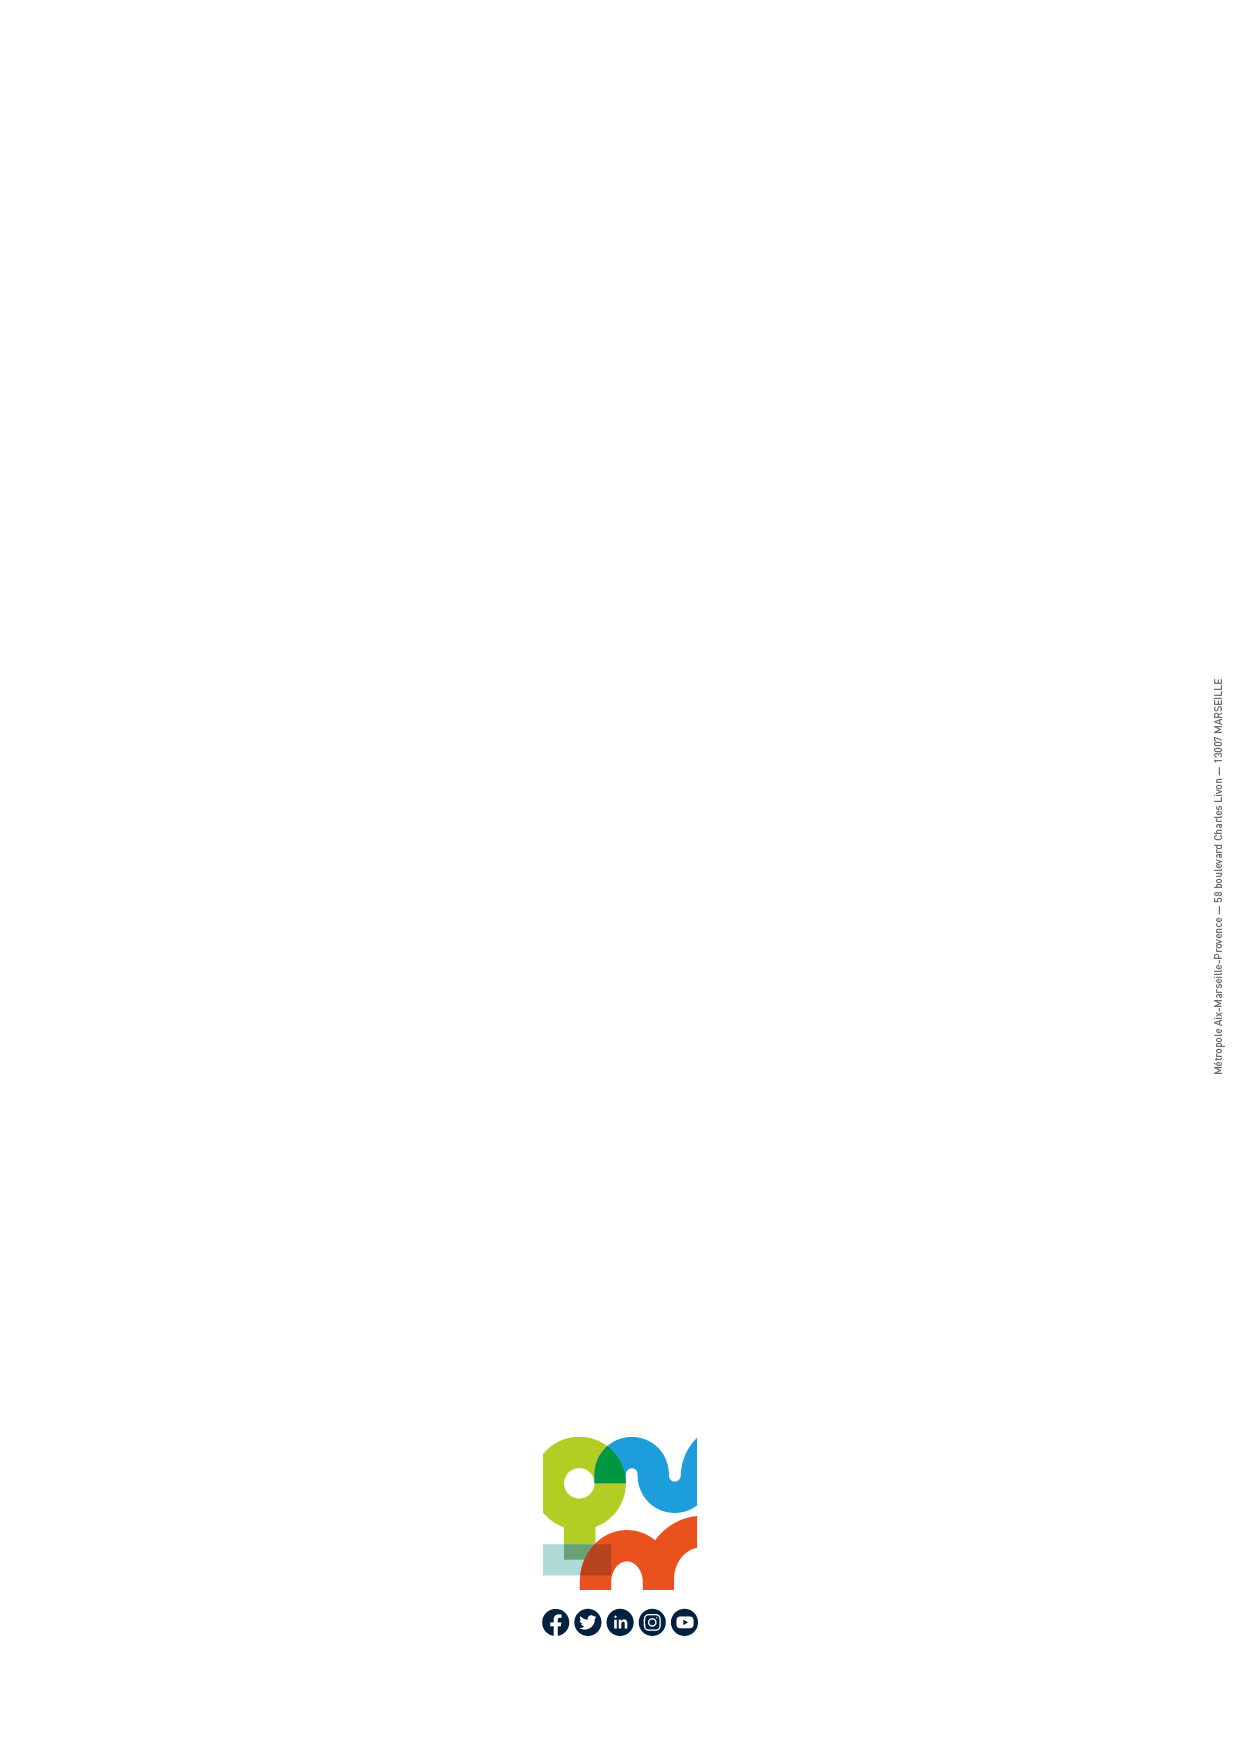 Métropole Aix-Marseille-Provence — 58 boulevard Charles Livon — 13007 MARSEILLE